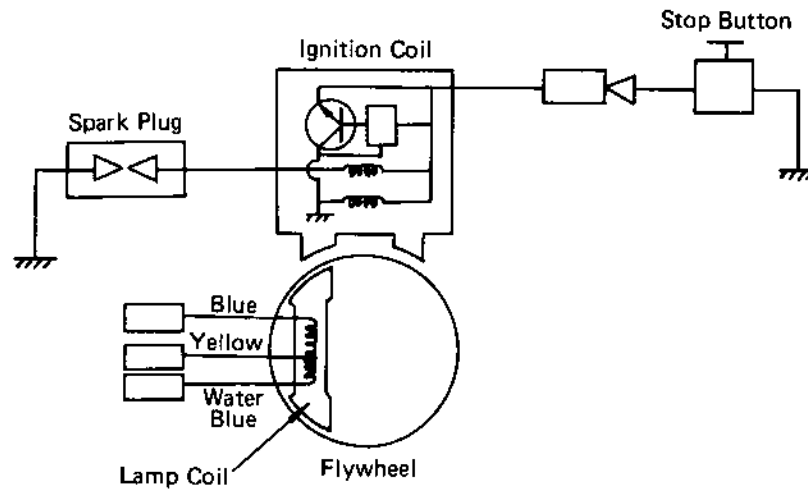 Stop Button
Ignition Coil
Spark Plug
Blue
Yellow
Water
Blue
Lamp Coil
Flywheel